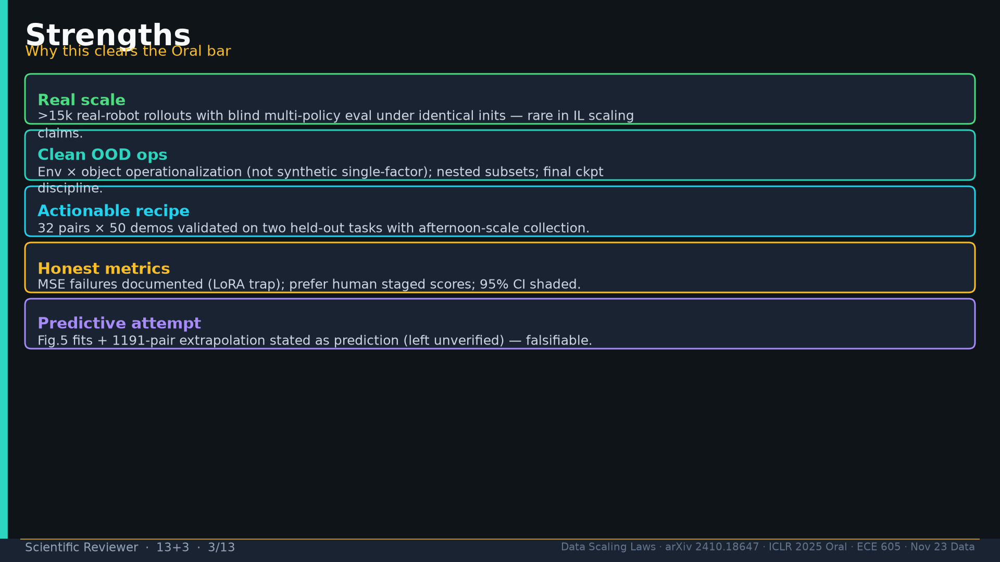 Strengths
Why this clears the Oral bar
Real scale
>15k real-robot rollouts with blind multi-policy eval under identical inits — rare in IL scaling
claims.
Clean OOD ops
Env × object operationalization (not synthetic single-factor); nested subsets; final ckpt
discipline.
Actionable recipe
32 pairs × 50 demos validated on two held-out tasks with afternoon-scale collection.
Honest metrics
MSE failures documented (LoRA trap); prefer human staged scores; 95% CI shaded.
Predictive attempt
Fig.5 fits + 1191-pair extrapolation stated as prediction (left unverified) — falsifiable.
Scientific Reviewer · 13+3 · 3/13
Data Scaling Laws · arXiv 2410.18647 · ICLR 2025 Oral · ECE 605 · Nov 23 Data